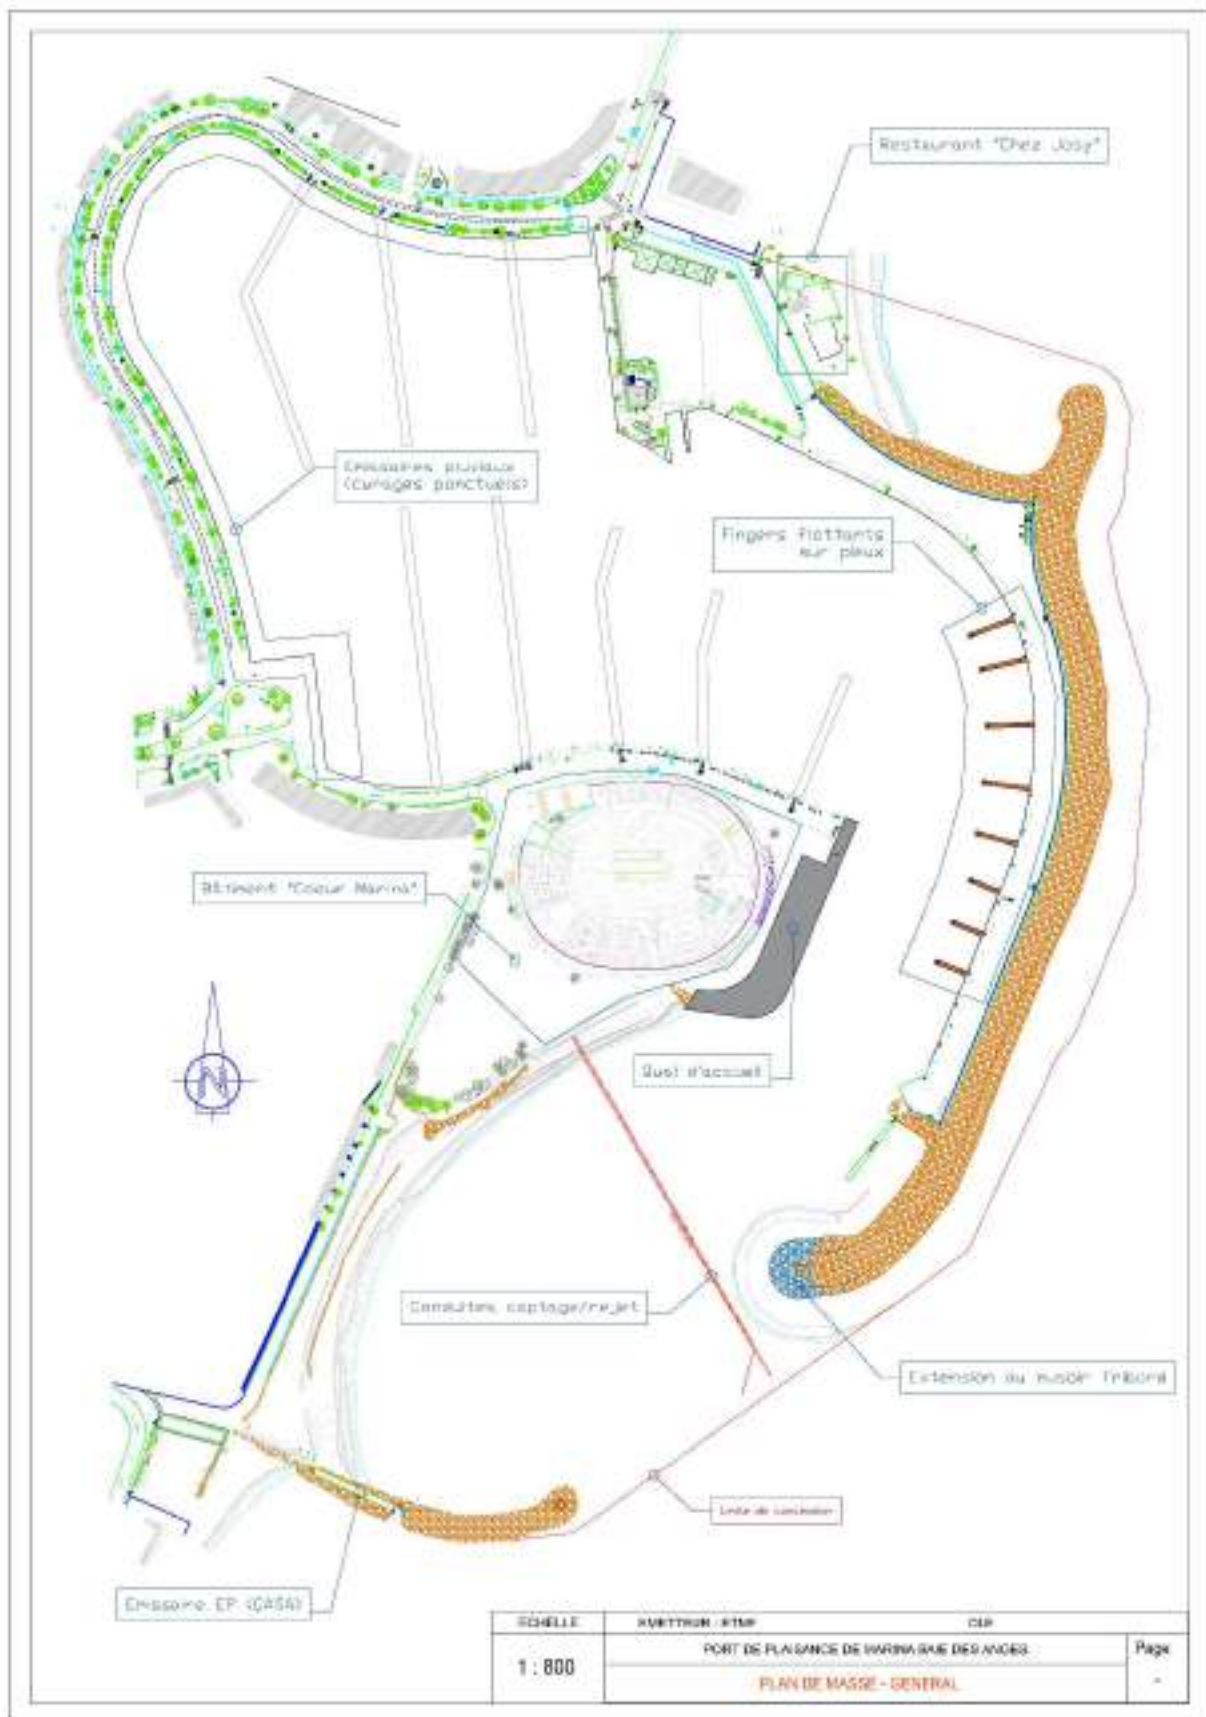 Restaurant "Chez Josy"
Emissaires pluviaux
(curages ponctuels)
Fingers flottants
sur pieux
Bâtiment "Coeur Marina"
N
Quai d'accueil
Conduites captage/rejet
Extension du musoir Tribord
Limite de concession
Emissaire EP (CASA)
ECHELLE
1 : 800
EMETTEUR :
PORT DE PLAISANCE DE MARINA BAIE DES ANGES
PLAN DE MASSE - GENERAL
Page
-